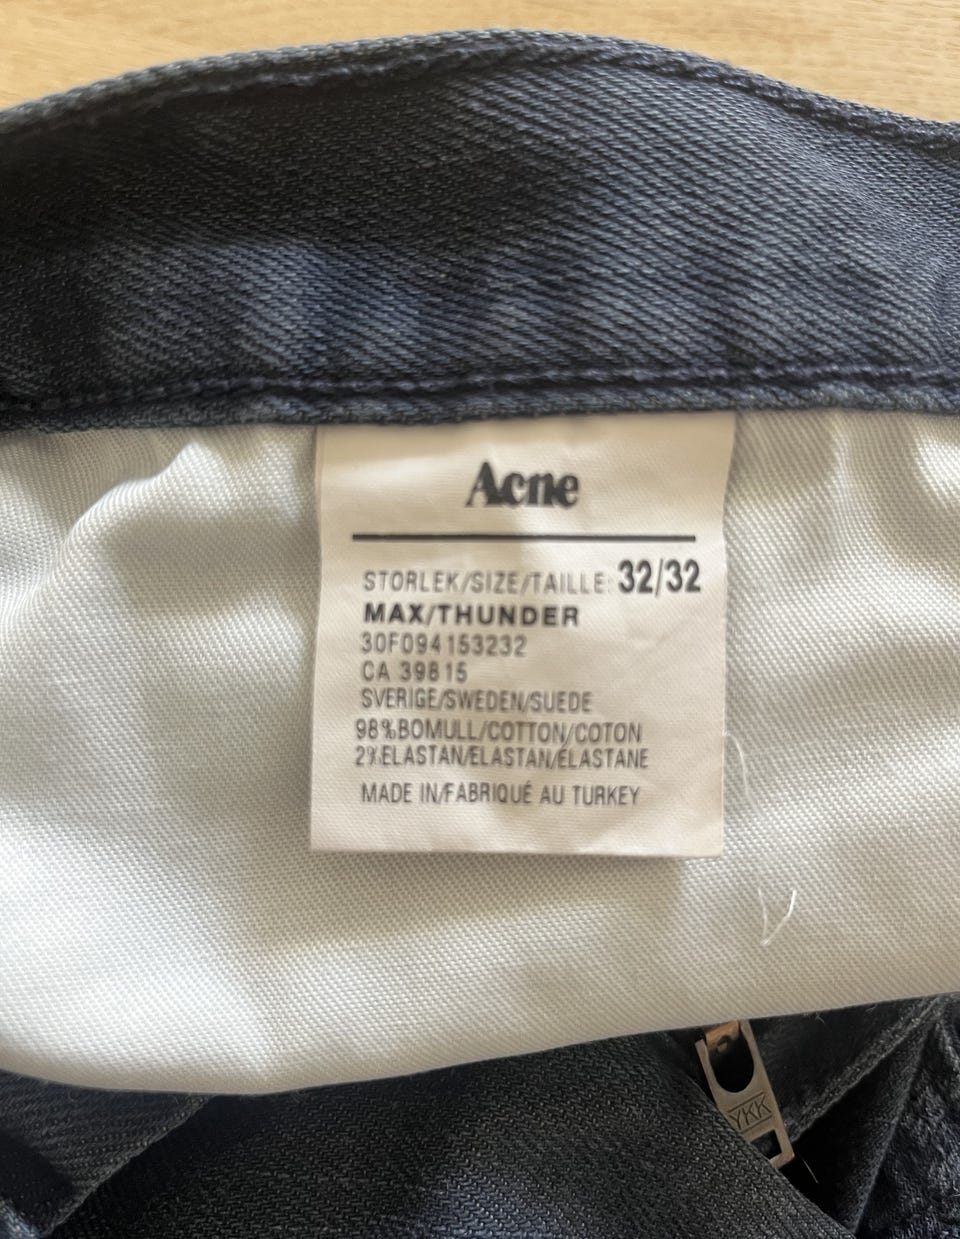 Acne
STORLEK/SIZE/TAILLE: 32/32
MAX/THUNDER
30F094153232
CA 39815
SVERIGE/SWEDEN/SUEDE
98%BOMULL/COTTON/COTON
2%ELASTAN/ELASTAN/ÉLASTANE
MADE IN/FABRIQUÉ AU TURKEY
YKK